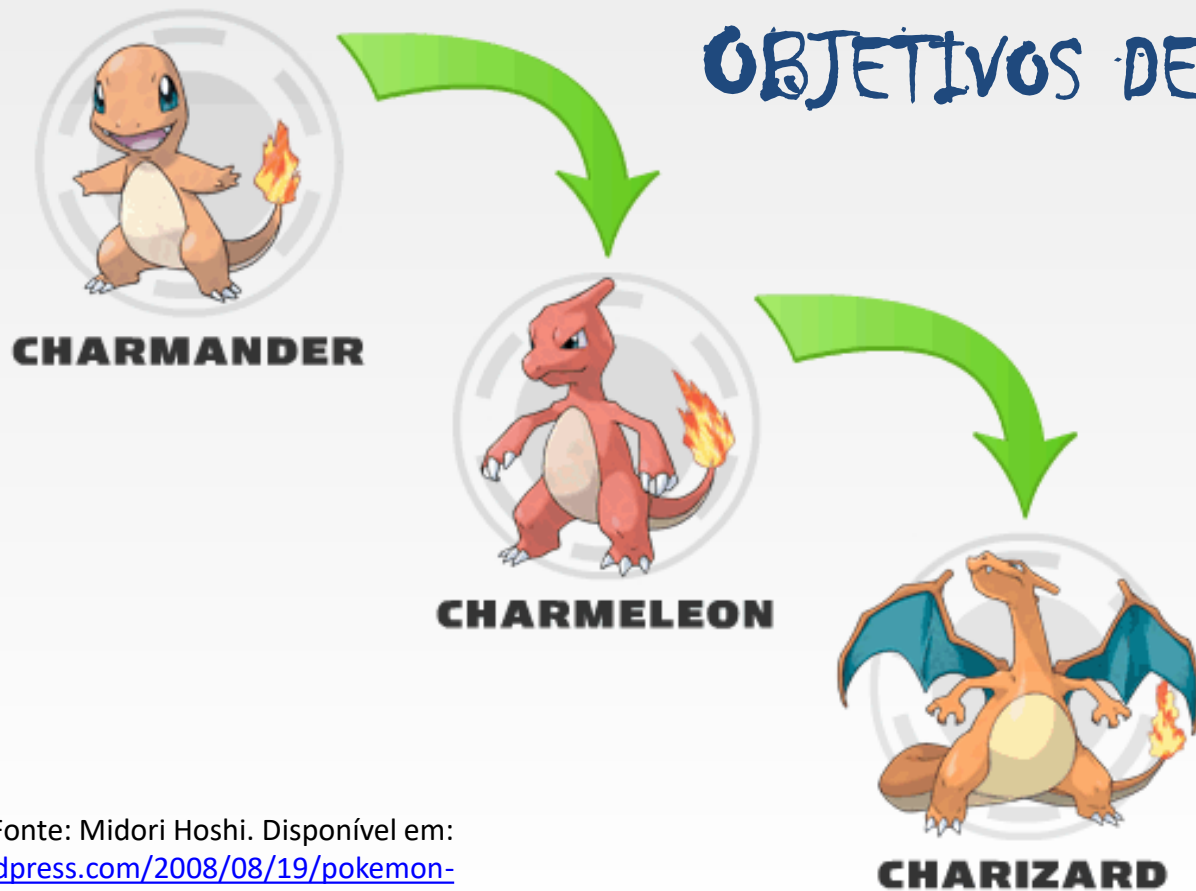 OBJETIVOS DE
CHARMANDER
CHARMELEON
CHARIZARD
Fonte: Midori Hoshi. Disponível em:
dpress.com/2008/08/19/pokemon-